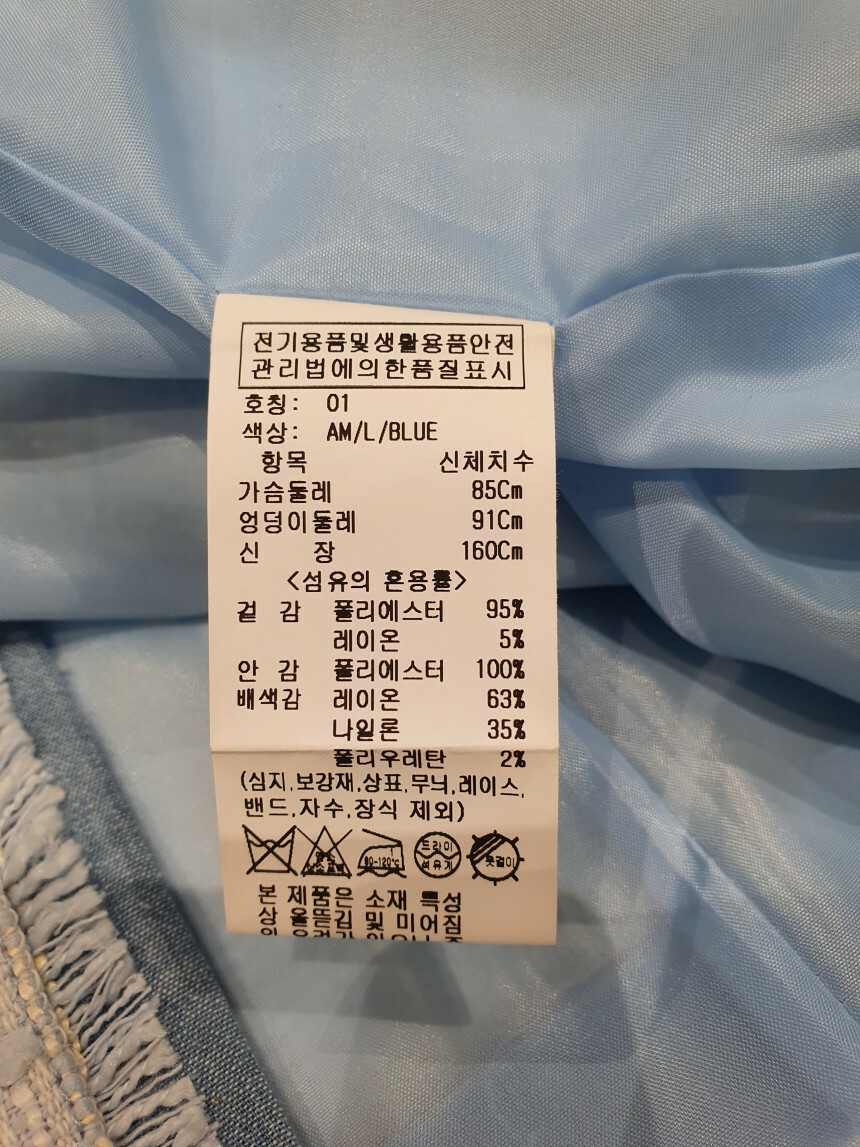 전기용품및생활용품안전
관리법에의한품질표시
호칭: 01
색상: AM/L/BLUE
항목 신체치수
가슴둘레 85Cm
엉덩이둘레 91Cm
신 장 160Cm
<섬유의 혼용률>
겉 감 폴리에스터 95%
레이온 5%
안 감 폴리에스터 100%
배색감 레이온 63%
나일론 35%
폴리우레탄 2%
(심지,보강재,상표,무늬,레이스,
밴드,자수,장식 제외)
80-120℃ 드라이 석유계 옷걸이
본 제품은 소재 특성
상 올뜯김 및 미어짐